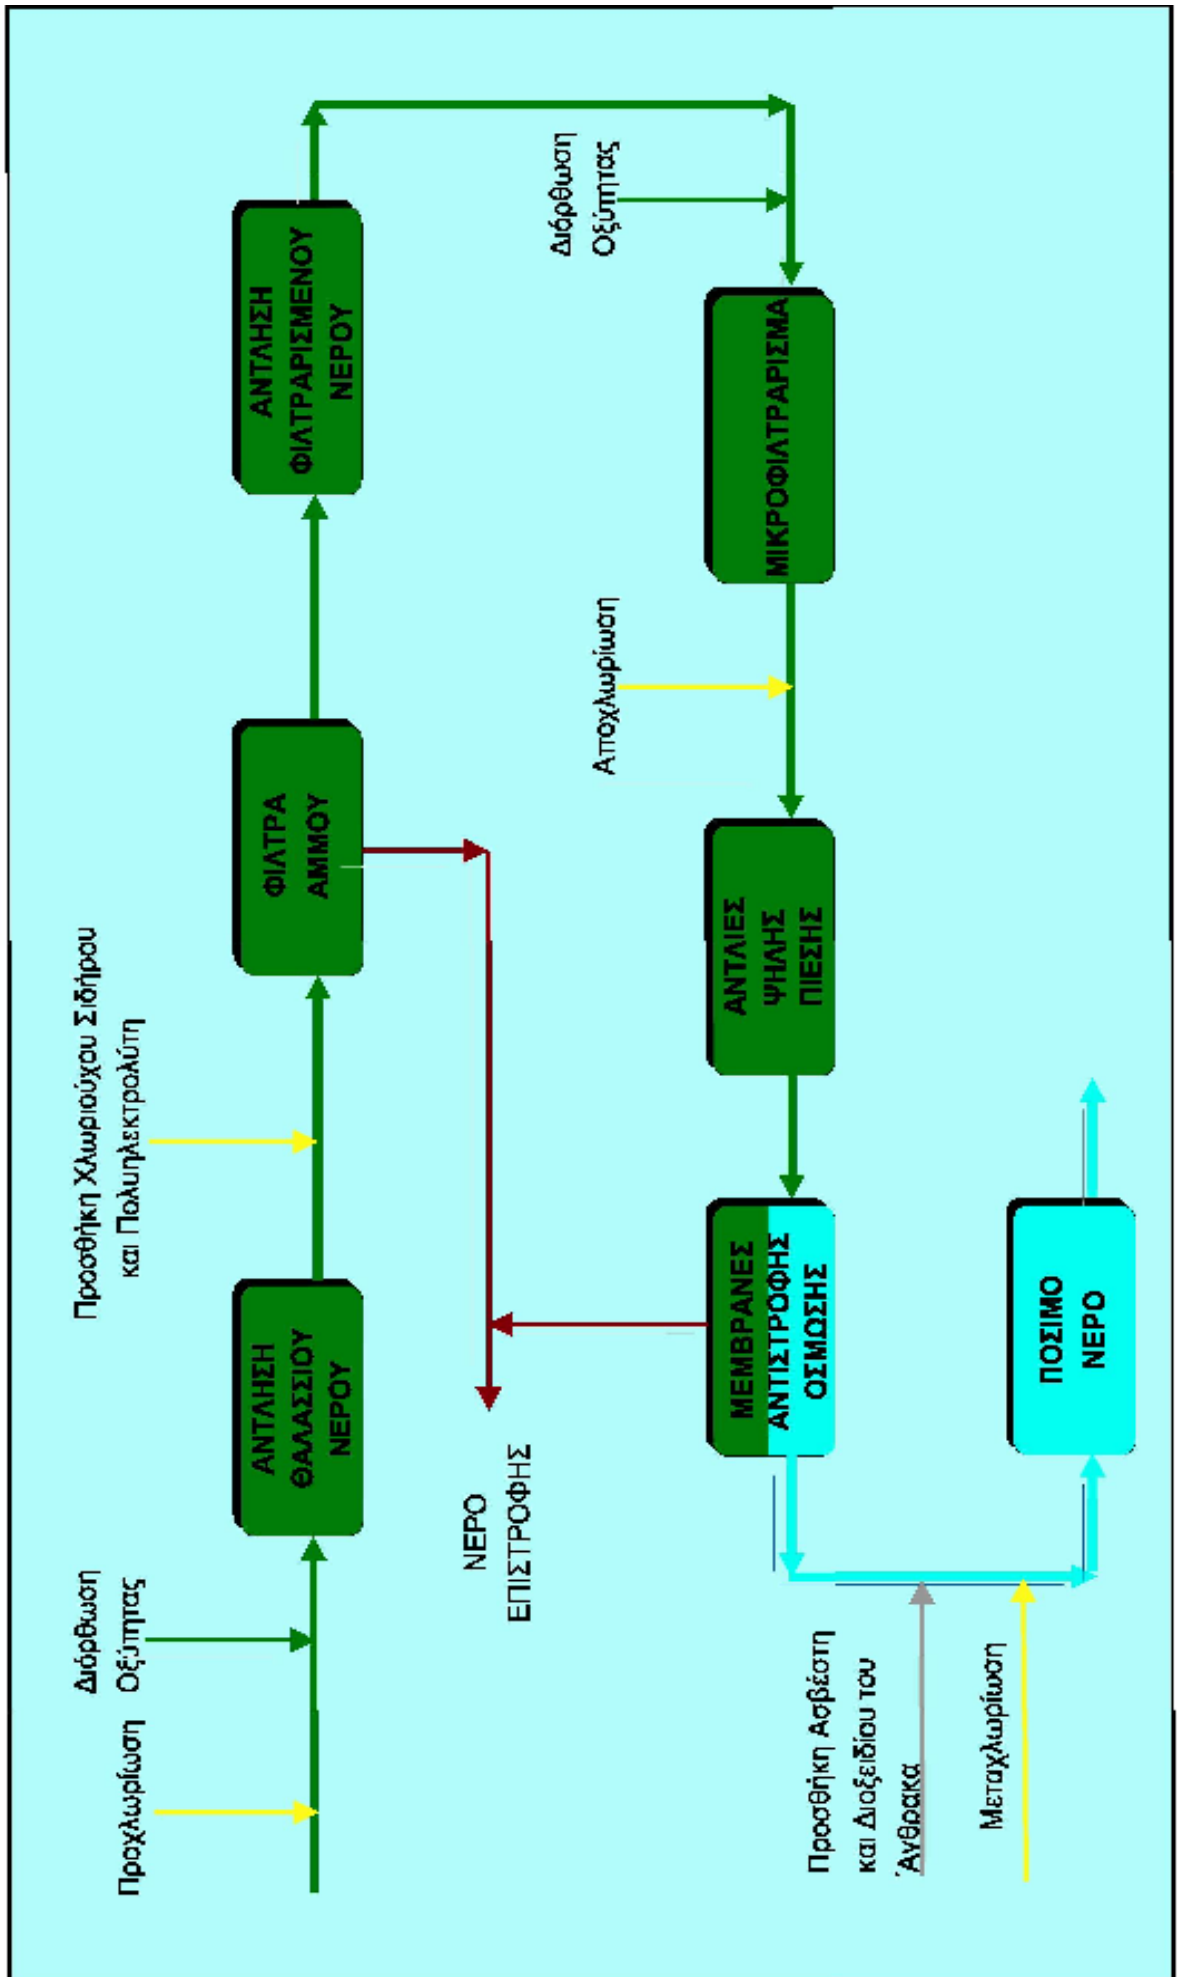 Προχλωρίωση
Διόρθωση
Οξύτητας
ΑΝΤΛΗΣΗ
ΘΑΛΑΣΣΙΟΥ
ΝΕΡΟΥ
Προσθήκη Χλωριούχου Σιδήρου
και Πολυηλεκτρολύτη
ΦΙΛΤΡΑ
ΑΜΜΟΥ
ΑΝΤΛΗΣΗ
ΦΙΛΤΡΑΡΙΣΜΕΝΟΥ
ΝΕΡΟΥ
ΝΕΡΟ
ΕΠΙΣΤΡΟΦΗΣ
Διόρθωση
Οξύτητας
ΜΙΚΡΟΦΙΛΤΡΑΡΙΣΜΑ
Αποχλωρίωση
ΑΝΤΛΙΕΣ
ΨΗΛΗΣ
ΠΙΕΣΗΣ
ΜΕΜΒΡΑΝΕΣ
ΑΝΤΙΣΤΡΟΦΗΣ
ΟΣΜΩΣΗΣ
Προσθήκη Ασβέστη
και Διοξειδίου του
Άνθρακα
Μεταχλωρίωση
ΠΟΣΙΜΟ
ΝΕΡΟ